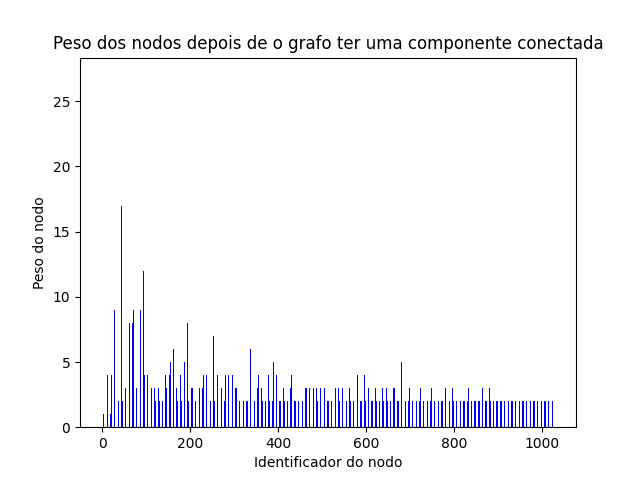 Peso dos nodos depois de o grafo ter uma componente conectada
25
20
15
10
5
0
Peso do nodo
0 200 400 600 800 1000
Identificador do nodo